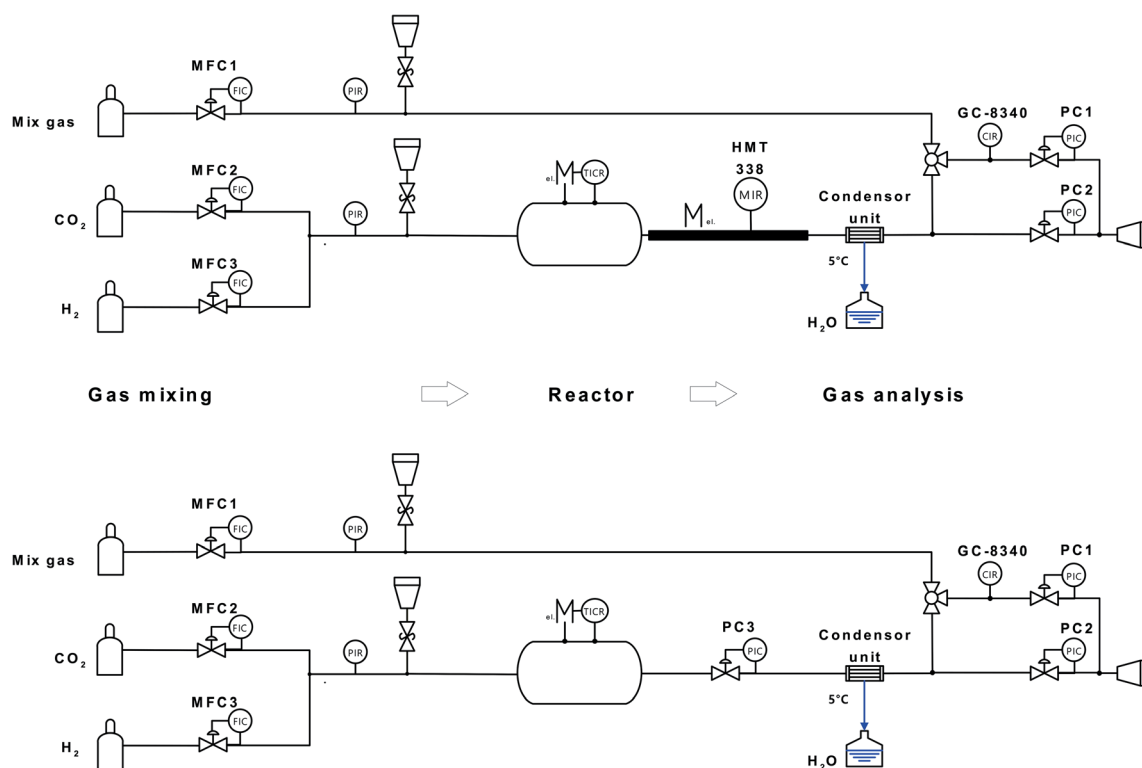 MFC1
FIC
PIR
Mix gas
GC-8340
CIR
PC1
PIC
MFC2
FIC
CO₂
PIR
el.
M
TICR
HMT
338
MIR
M el.
Condensor
unit
5°C
PC2
PIC
MFC3
FIC
H₂
H₂O
Gas mixing
Reactor
Gas analysis
MFC1
FIC
PIR
Mix gas
GC-8340
CIR
PC1
PIC
MFC2
FIC
CO₂
PIR
el.
M
TICR
PC3
PIC
Condensor
unit
5°C
PC2
PIC
MFC3
FIC
H₂
H₂O